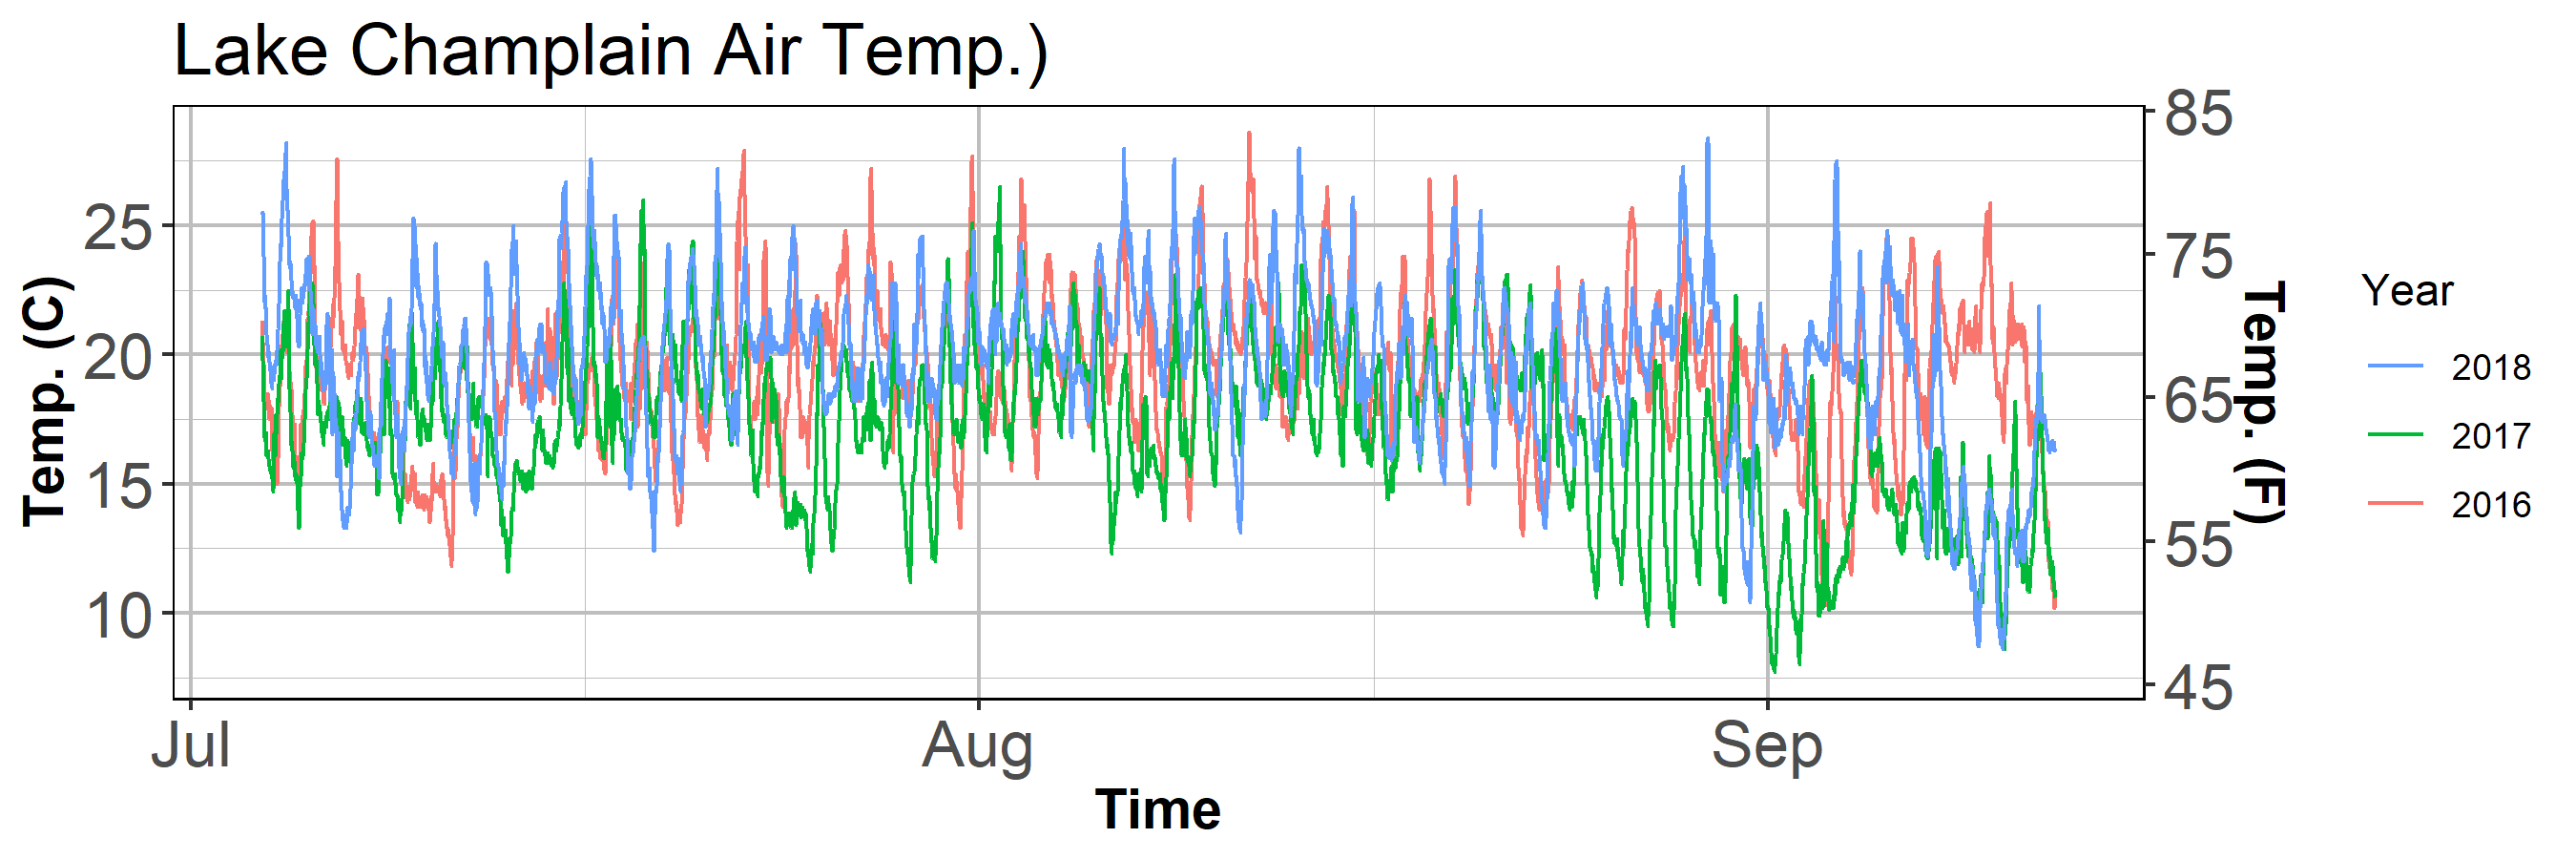 Lake Champlain Air Temp.)
Temp. (C)
25
20
15
10
85
75
65
55
45
Temp. (F)
Jul
Aug
Sep
Time
Year
2018
2017
2016